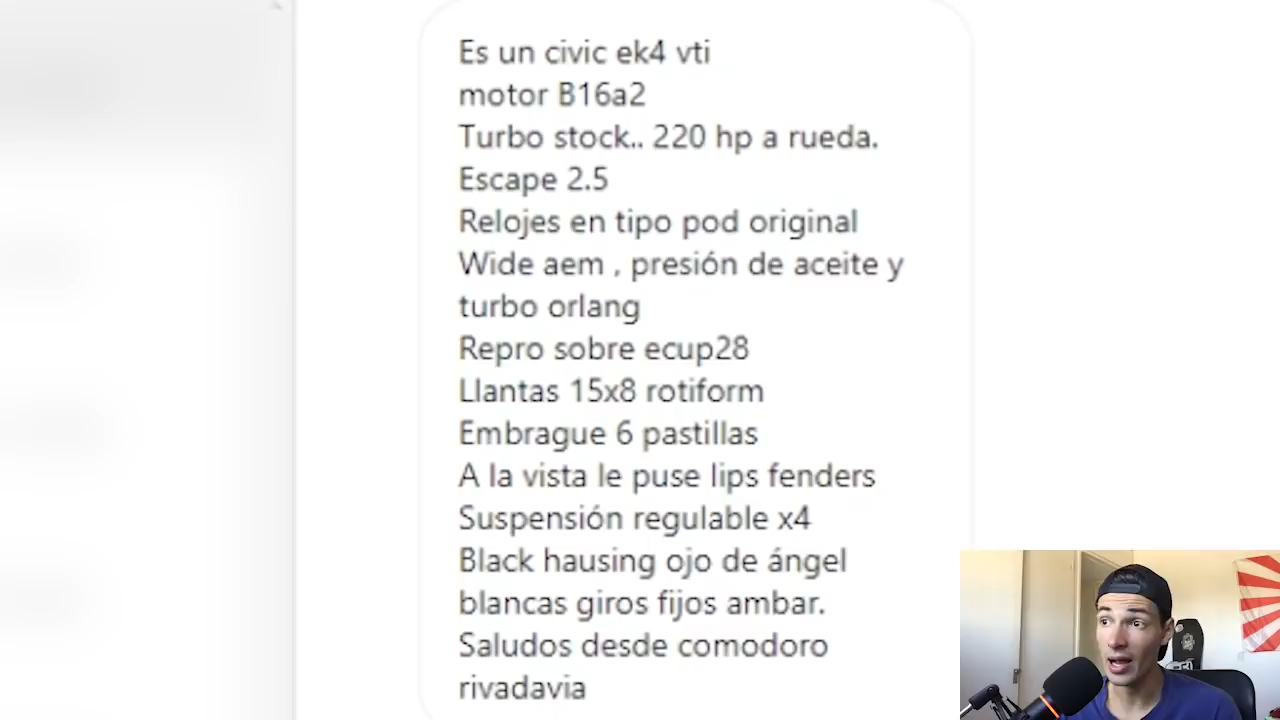 Es un civic ek4 vti
motor B16a2
Turbo stock.. 220 hp a rueda.
Escape 2.5
Relojes en tipo pod original
Wide aem , presión de aceite y
turbo orlang
Repro sobre ecup28
Llantas 15x8 rotiform
Embrague 6 pastillas
A la vista le puse lips fenders
Suspensión regulable x4
Black hausing ojo de ángel
blancas giros fijos ambar.
Saludos desde comodoro
rivadavia